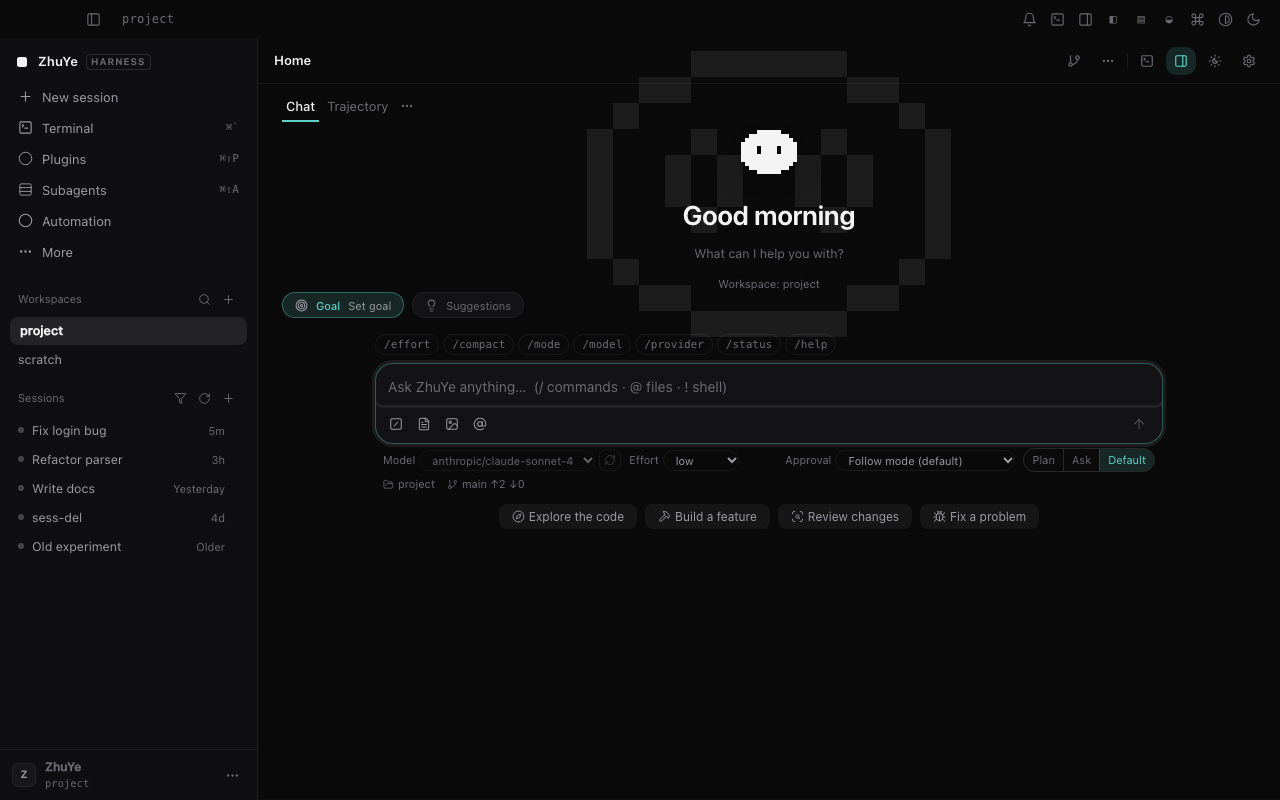 project
ZhuYe HARNESS
New session
Terminal ⌘`
Plugins ⌘⇧P
Subagents ⌘⇧A
Automation
More
Workspaces
project
scratch
Sessions
Fix login bug 5m
Refactor parser 3h
Write docs Yesterday
sess-del 4d
Old experiment Older
Z ZhuYe
project
Home
Chat Trajectory
Good morning
What can I help you with?
Workspace: project
Goal Set goal Suggestions
/effort /compact /mode /model /provider /status /help
Ask ZhuYe anything… (/ commands · @ files · ! shell)
Model anthropic/claude-sonnet-4 Effort low Approval Follow mode (default) Plan Ask Default
project main ↑2 ↓0
Explore the code Build a feature Review changes Fix a problem